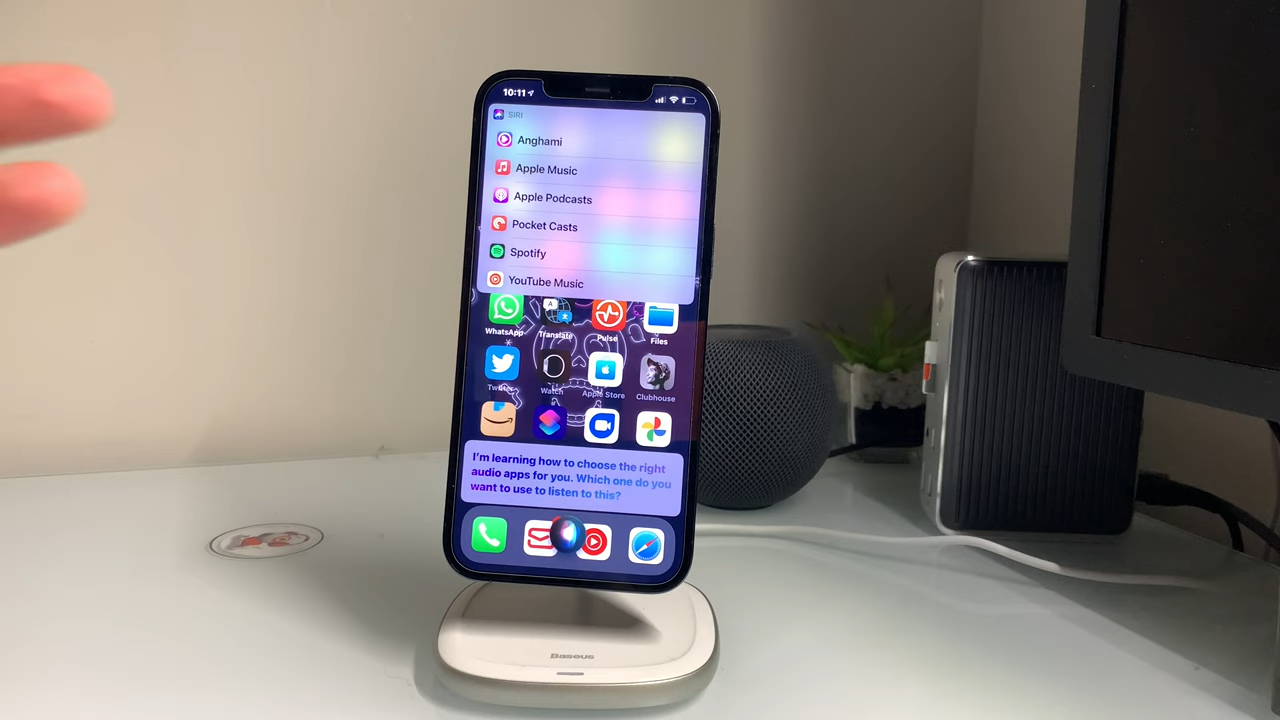 10:11
SIRI
Anghami
Apple Music
Apple Podcasts
Pocket Casts
Spotify
YouTube Music
WhatsApp
Translate
Pulse
Files
Twitter
Watch
Apple Store
Clubhouse
I'm learning how to choose the right
audio apps for you. Which one do you
want to use to listen to this?
Baseus